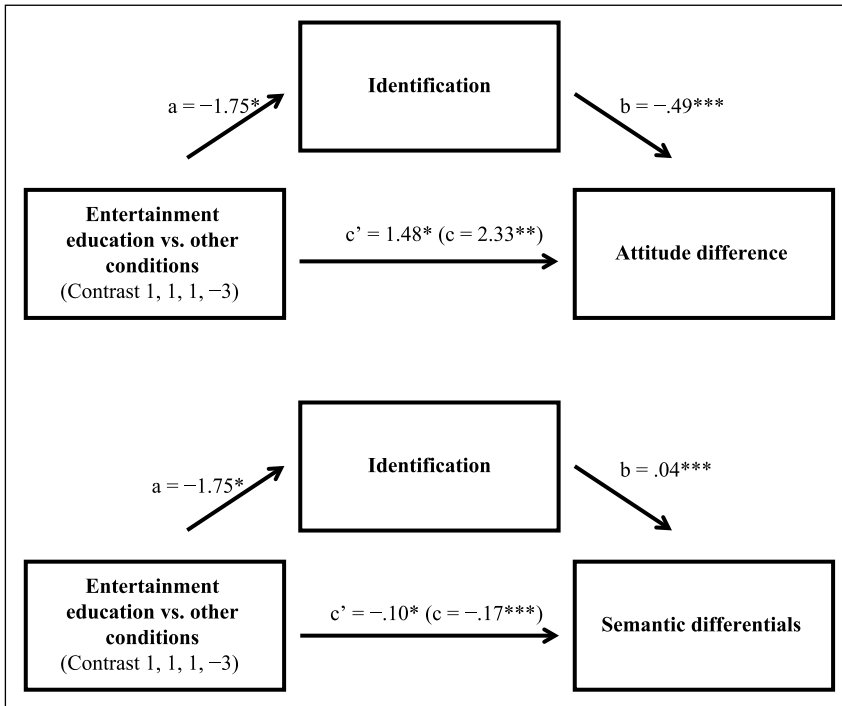 Identification
a = −1.75*
b = −.49***
Entertainment
education vs. other
conditions
(Contrast 1, 1, 1, −3)
c’ = 1.48* (c = 2.33**)
Attitude difference
Identification
a = −1.75*
b = .04***
Entertainment
education vs. other
conditions
(Contrast 1, 1, 1, −3)
c’ = −.10* (c = −.17***)
Semantic differentials